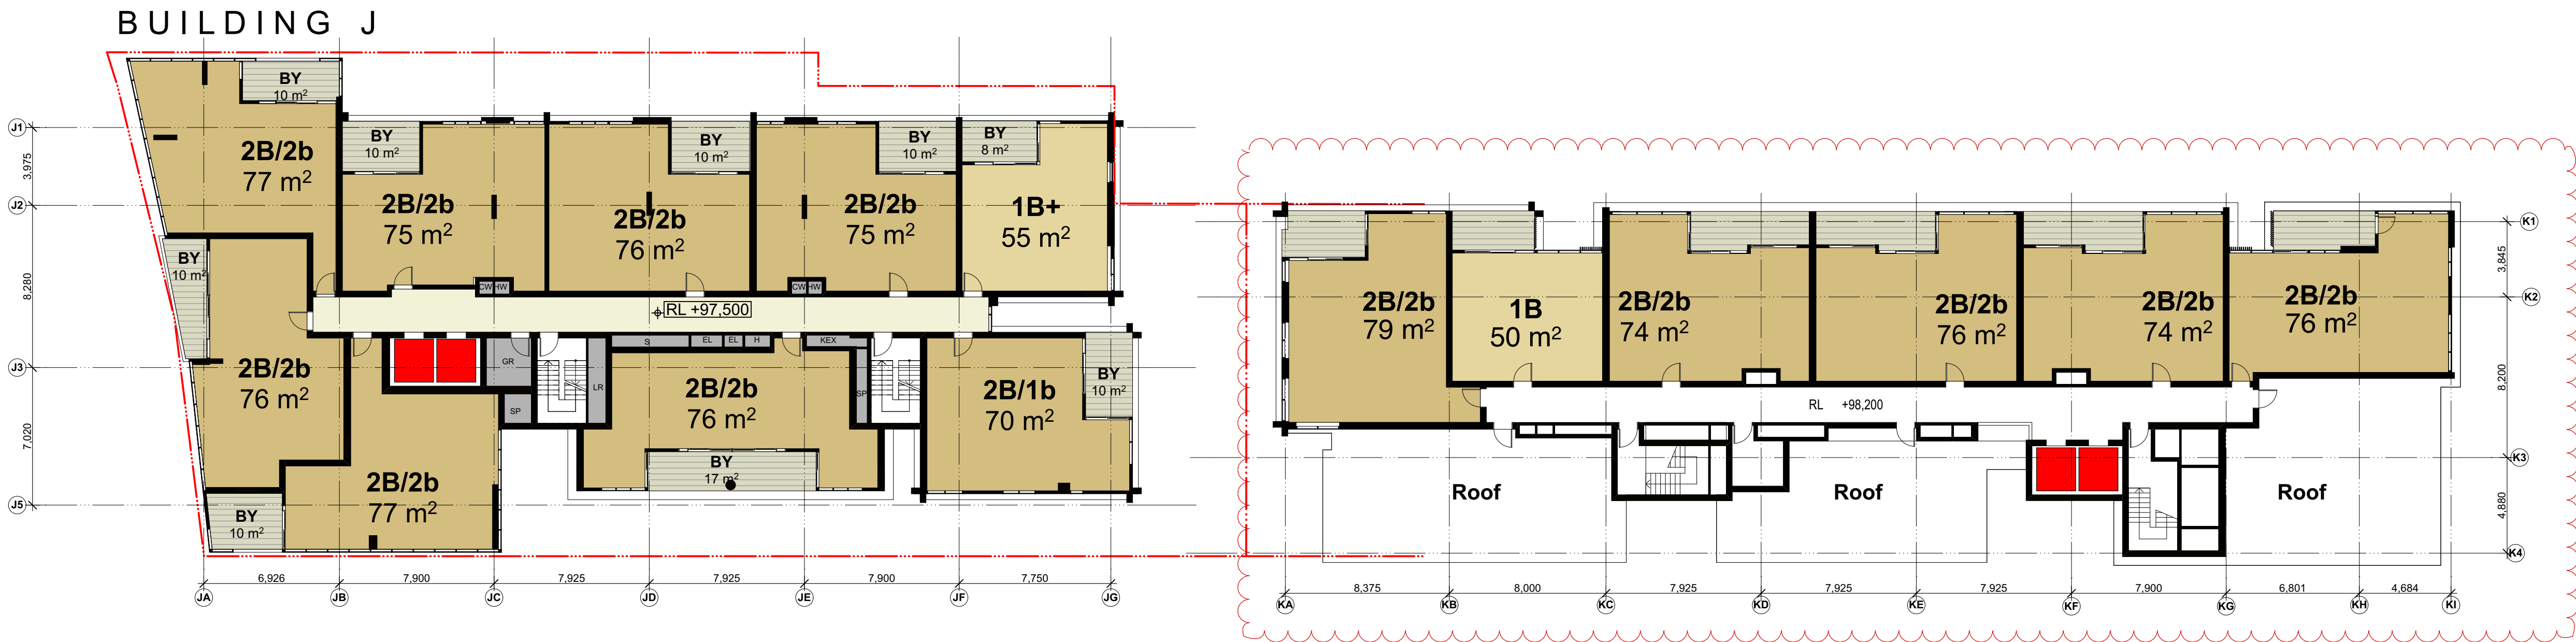 BUILDING J
BY
10 m²
2B/2b
77 m²
BY
10 m²
2B/2b
75 m²
BY
10 m²
2B/2b
76 m²
BY
10 m²
2B/2b
75 m²
BY
8 m²
1B+
55 m²
BY
10 m²
2B/2b
76 m²
BY
10 m²
2B/2b
77 m²
CW HW
CW HW
RL +97,500
GR
SP
LR
S
EL
EL
H
KEX
SP
2B/2b
76 m²
BY
17 m²
2B/1b
70 m²
BY
10 m²
J1
3,975
J2
8,280
J3
7,020
J5
6,926
7,900
7,925
7,925
7,900
7,750
JA
JB
JC
JD
JE
JF
JG
2B/2b
79 m²
1B
50 m²
2B/2b
74 m²
2B/2b
76 m²
2B/2b
74 m²
2B/2b
76 m²
RL +98,200
Roof
Roof
Roof
K1
3,845
K2
8,200
K3
4,880
K4
8,375
8,000
7,925
7,925
7,925
7,900
6,801
4,684
KA
KB
KC
KD
KE
KF
KG
KH
KI